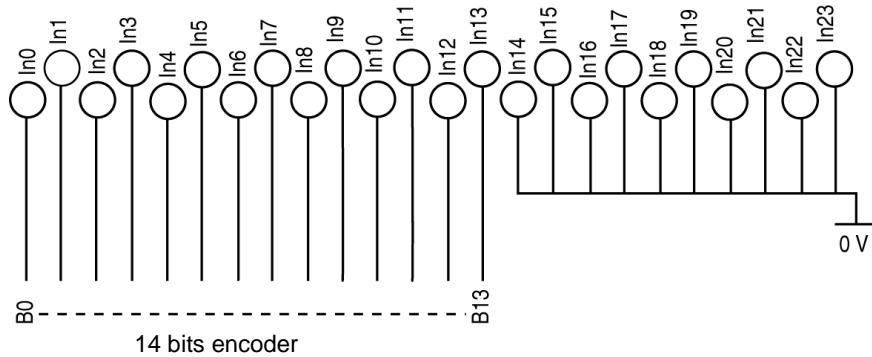 In0 In1 In2 In3 In4 In5 In6 In7 In8 In9 In10 In11 In12 In13 In14 In15 In16 In17 In18 In19 In20 In21 In22 In23
0 V
B0 B13
14 bits encoder